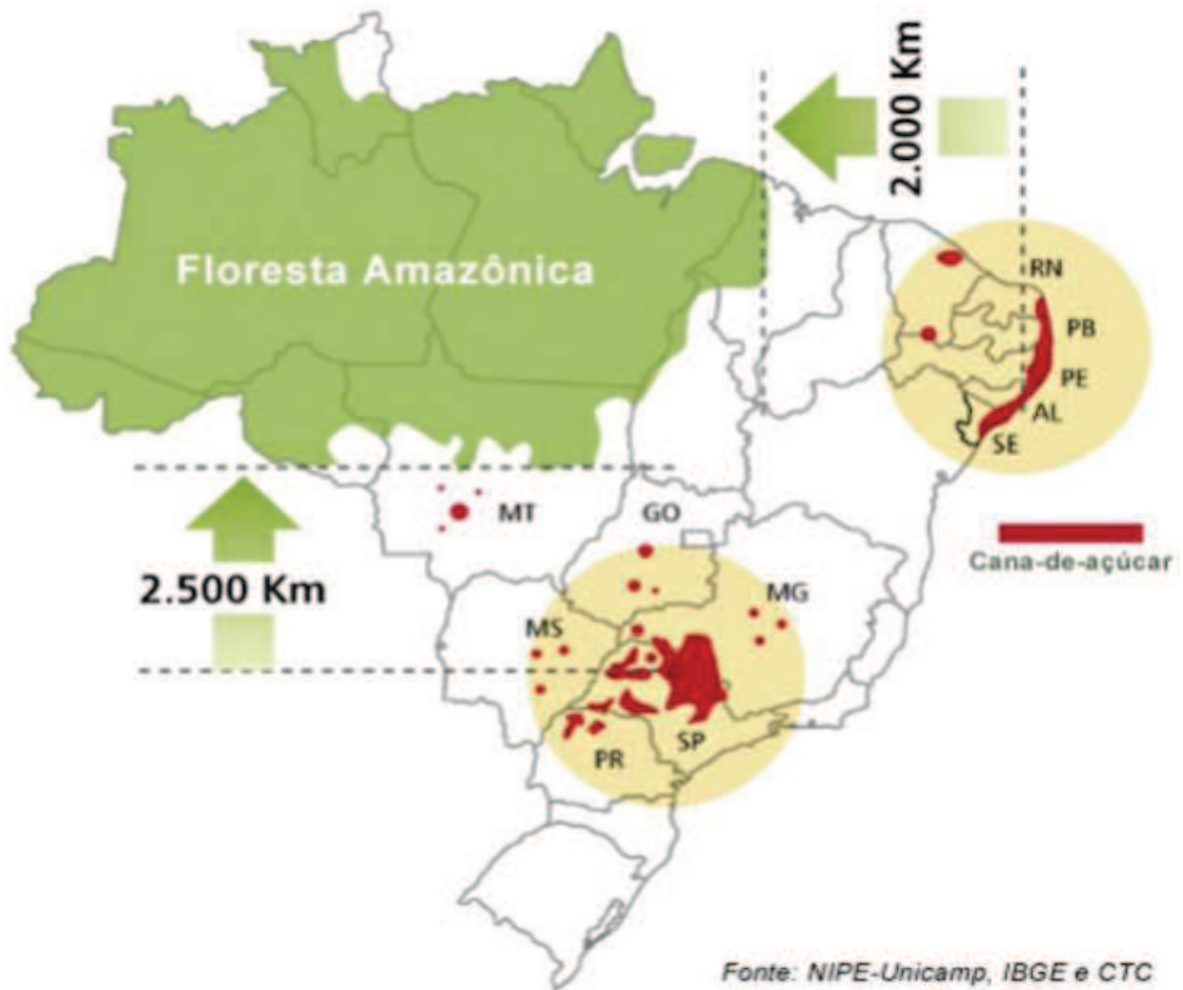 2.000 Km
Floresta Amazônica
RN
PB
PE
AL
SE
MT
GO
Cana-de-açúcar
2.500 Km
MG
MS
SP
PR
Fonte: NIPE-Unicamp, IBGE e CTC